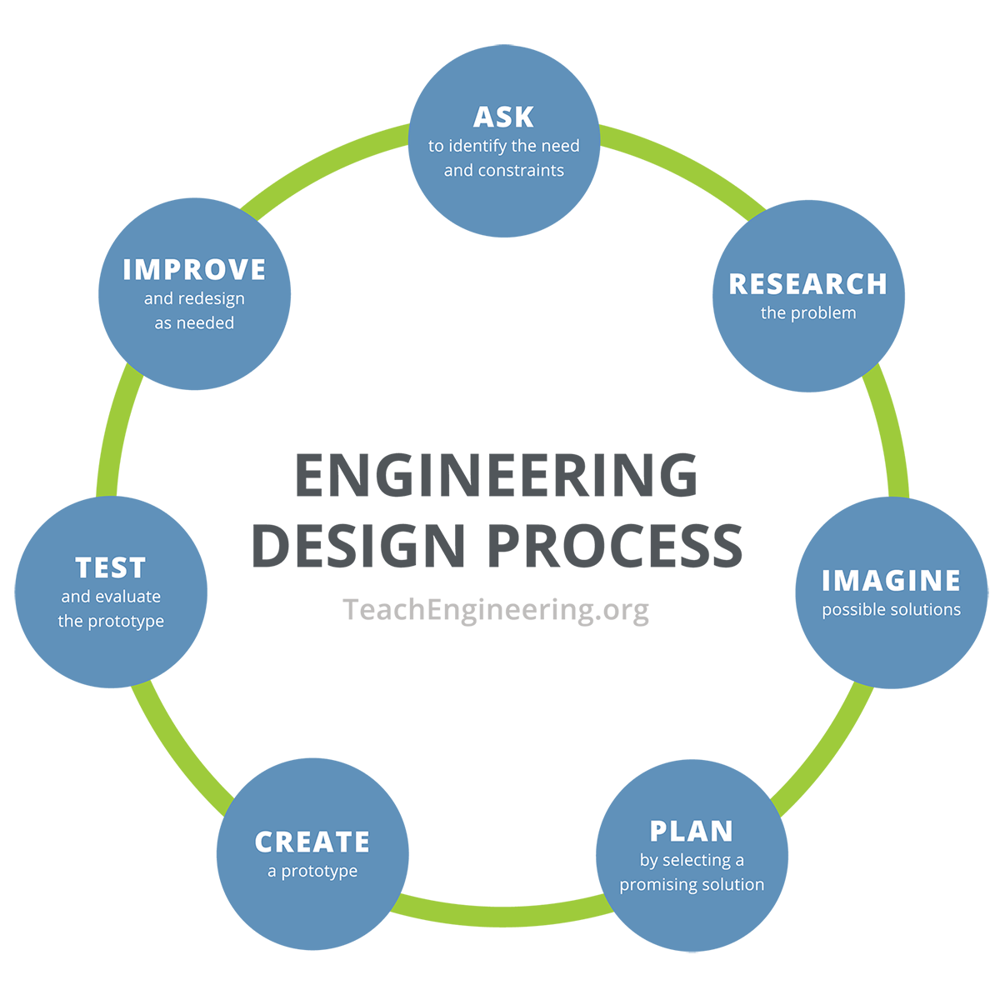 ASK
to identify the need
and constraints
RESEARCH
the problem
IMAGINE
possible solutions
PLAN
by selecting a
promising solution
CREATE
a prototype
TEST
and evaluate
the prototype
IMPROVE
and redesign
as needed
ENGINEERING
DESIGN PROCESS
TeachEngineering.org